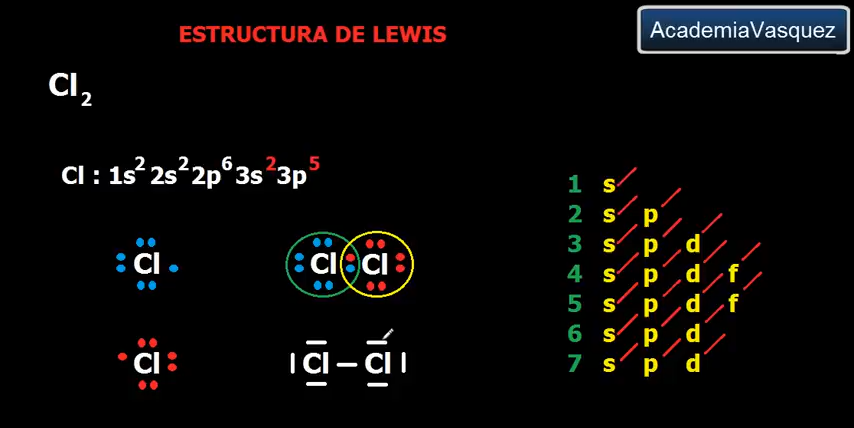 ESTRUCTURA DE LEWIS
AcademiaVasquez
Cl₂
Cl : 1s² 2s² 2p⁶ 3s² 3p⁵
1 s
2 s p
3 s p d
4 s p d f
5 s p d f
6 s p d
7 s p d
Cl
Cl Cl
Cl
Cl – Cl